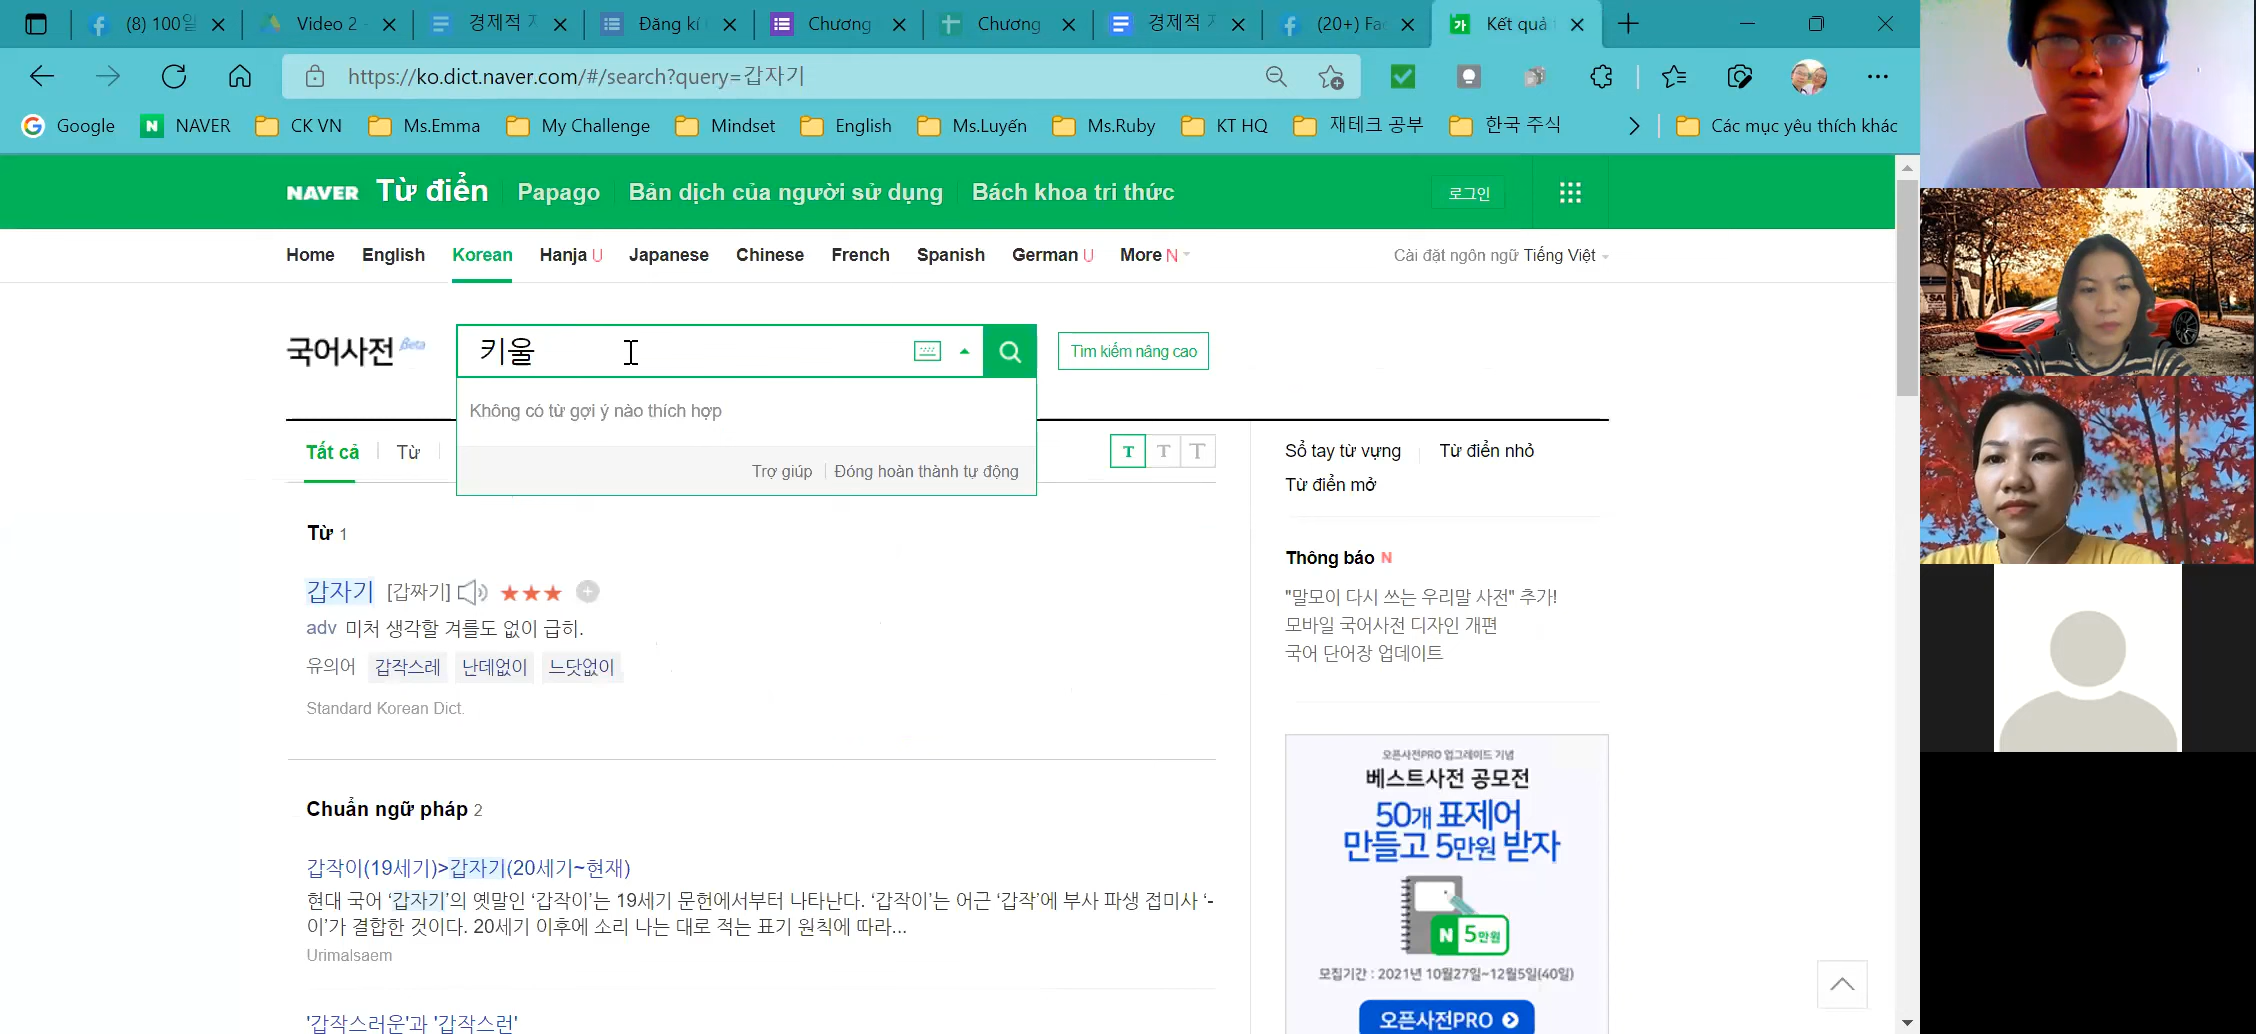 (8) 100일
Video 2 -
경제적 ㅈ
Đăng kí
Chương
Chương
경제적 ㅈ
(20+) Fac
Kết quả t
https://ko.dict.naver.com/#/search?query=갑자기
Google
NAVER
CK VN
Ms.Emma
My Challenge
Mindset
English
Ms.Luyến
Ms.Ruby
KT HQ
재테크 공부
한국 주식
Các mục yêu thích khác
NAVER Từ điển Papago Bản dịch của người sử dụng Bách khoa tri thức
로그인
Home English Korean Hanja U Japanese Chinese French Spanish German U More N
Cài đặt ngôn ngữ Tiếng Việt
국어사전 Beta
키울
Tìm kiếm nâng cao
Không có từ gợi ý nào thích hợp
Trợ giúp Đóng hoàn thành tự động
Tất cả Từ
T T T
Từ 1
갑자기 [갑짜기] ★★★
adv 미처 생각할 겨를도 없이 급히.
유의어 갑작스레 난데없이 느닷없이
Standard Korean Dict.
Chuẩn ngữ pháp 2
갑작이(19세기)>갑자기(20세기~현재)
현대 국어 ‘갑자기’의 옛말인 ‘갑작이’는 19세기 문헌에서부터 나타난다. ‘갑작이’는 어근 ‘갑작’에 부사 파생 접미사 ‘-
이’가 결합한 것이다. 20세기 이후에 소리 나는 대로 적는 표기 원칙에 따라...
Urimalsaem
'갑작스러운'과 '갑작스런'
Sổ tay từ vựng Từ điển nhỏ
Từ điển mở
Thông báo N
"말모이 다시 쓰는 우리말 사전" 추가!
모바일 국어사전 디자인 개편
국어 단어장 업데이트
오픈사전PRO 업그레이드 기념
베스트사전 공모전
50개 표제어
만들고 5만원 받자
N 5만원
모집기간 : 2021년 10월27일~12월5일(40일)
오픈사전PRO